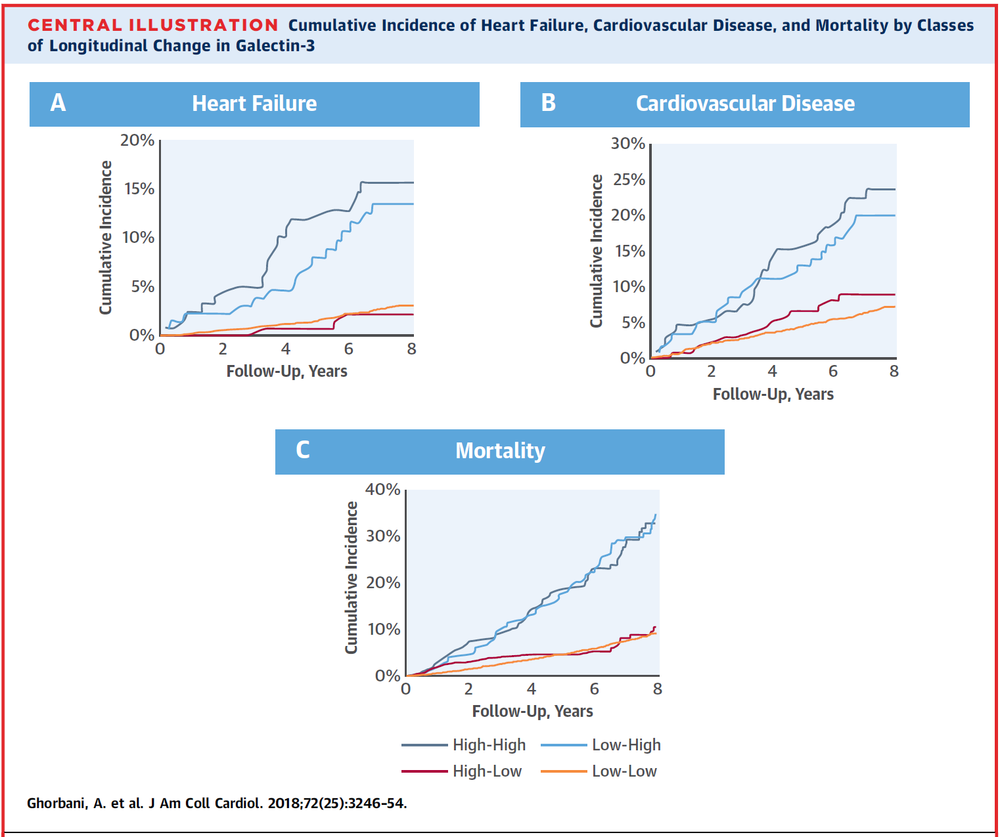 CENTRAL ILLUSTRATION Cumulative Incidence of Heart Failure, Cardiovascular Disease, and Mortality by Classes
of Longitudinal Change in Galectin-3
A Heart Failure
20%
15%
10%
5%
0%
Cumulative Incidence
0 2 4 6 8
Follow-Up, Years
B Cardiovascular Disease
30%
25%
20%
15%
10%
5%
0%
Cumulative Incidence
0 2 4 6 8
Follow-Up, Years
C Mortality
40%
30%
20%
10%
0%
Cumulative Incidence
0 2 4 6 8
Follow-Up, Years
High-High Low-High
High-Low Low-Low
Ghorbani, A. et al. J Am Coll Cardiol. 2018;72(25):3246–54.